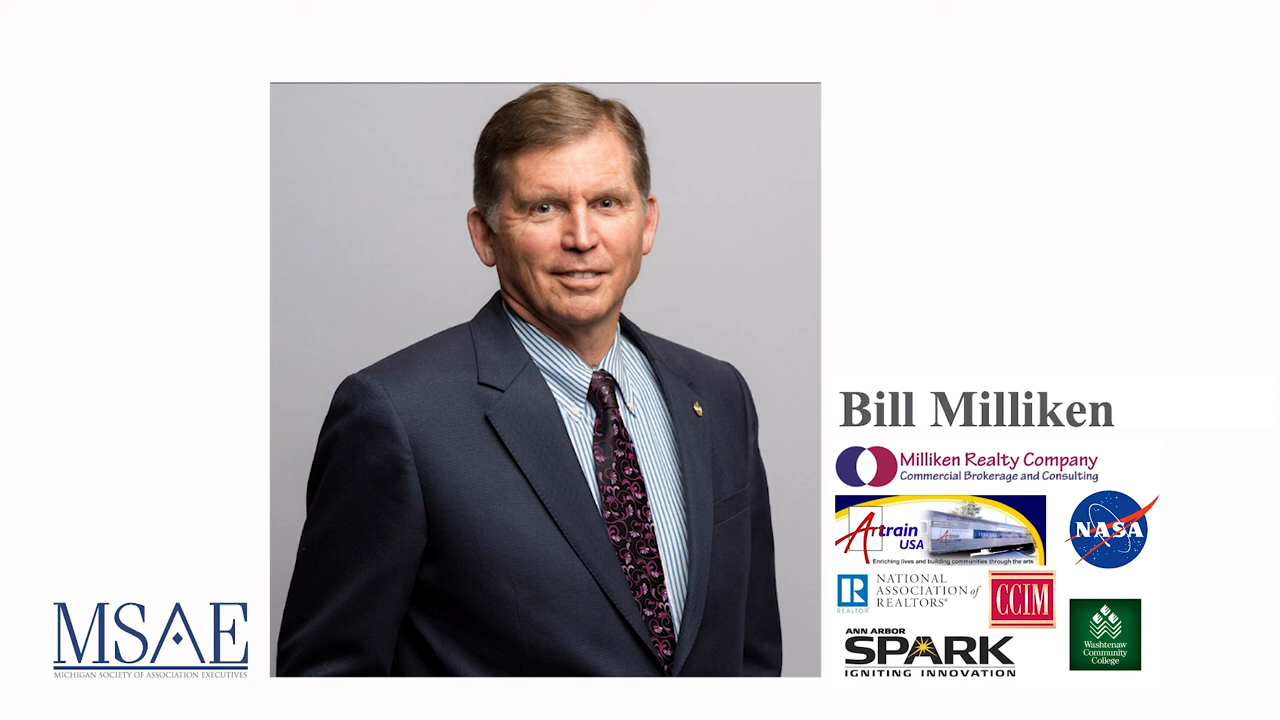 Bill Milliken
Milliken Realty Company
Commercial Brokerage and Consulting
Artrain
USA
Enriching lives and building communities through the arts
NASA
R
REALTOR®
NATIONAL
ASSOCIATION of
REALTORS®
CCIM
ANN ARBOR
SPARK
IGNITING INNOVATION
Washtenaw
Community
College
MSAE
MICHIGAN SOCIETY OF ASSOCIATION EXECUTIVES